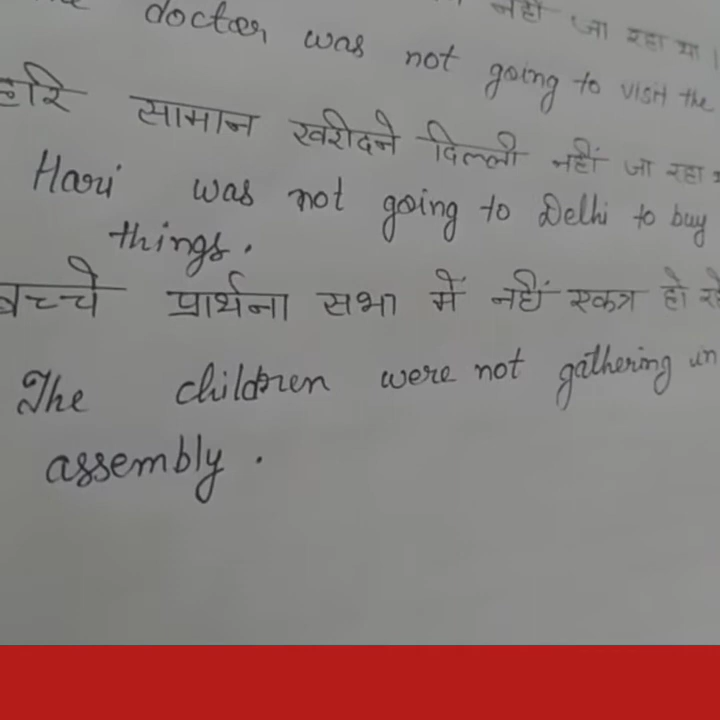 नहीं जा रहा था।
doctor was not going to visit the
हरि सामान खरीदने दिल्ली नहीं जा रहा
Hari was not going to Delhi to buy
things.
बच्चे प्रार्थना सभा में नहीं एकत्र हो रहे
The children were not gathering in
assembly.